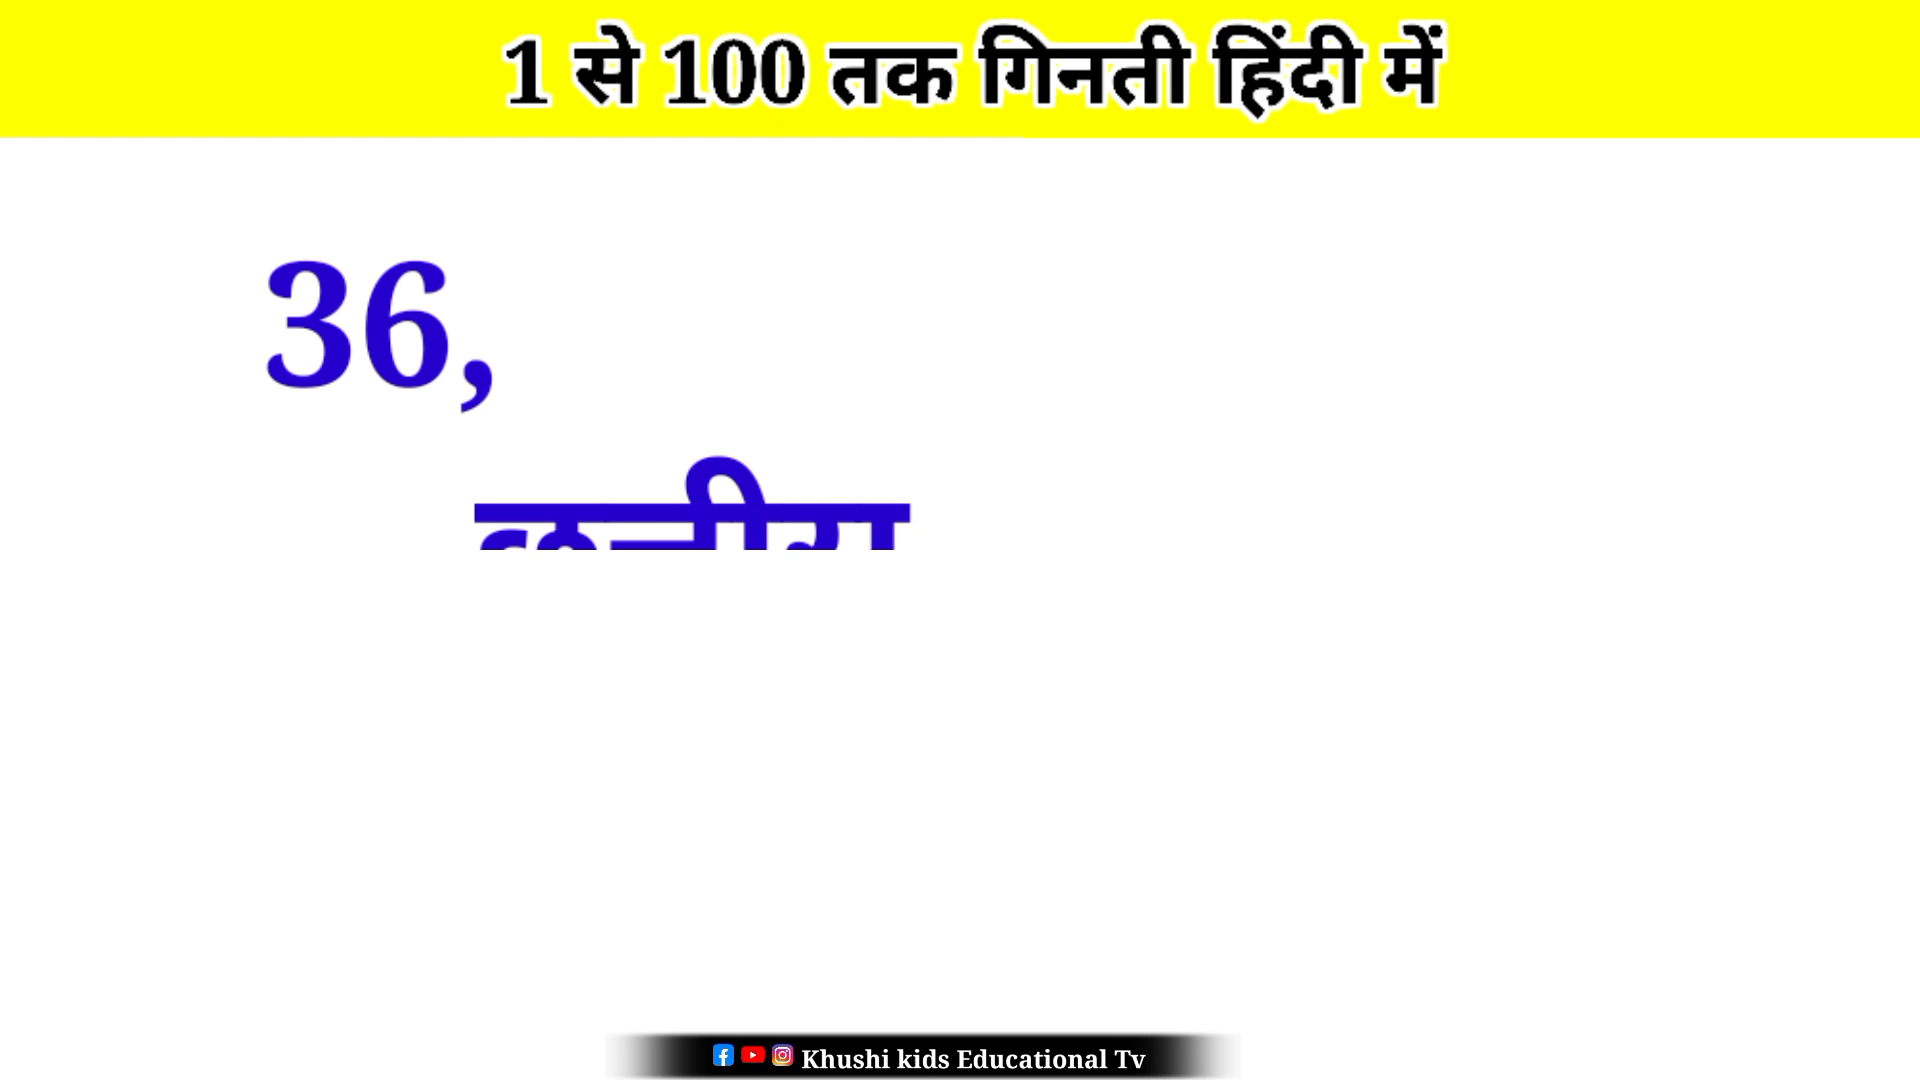 1 से 100 तक गिनती हिंदी में
36,
Khushi kids Educational Tv